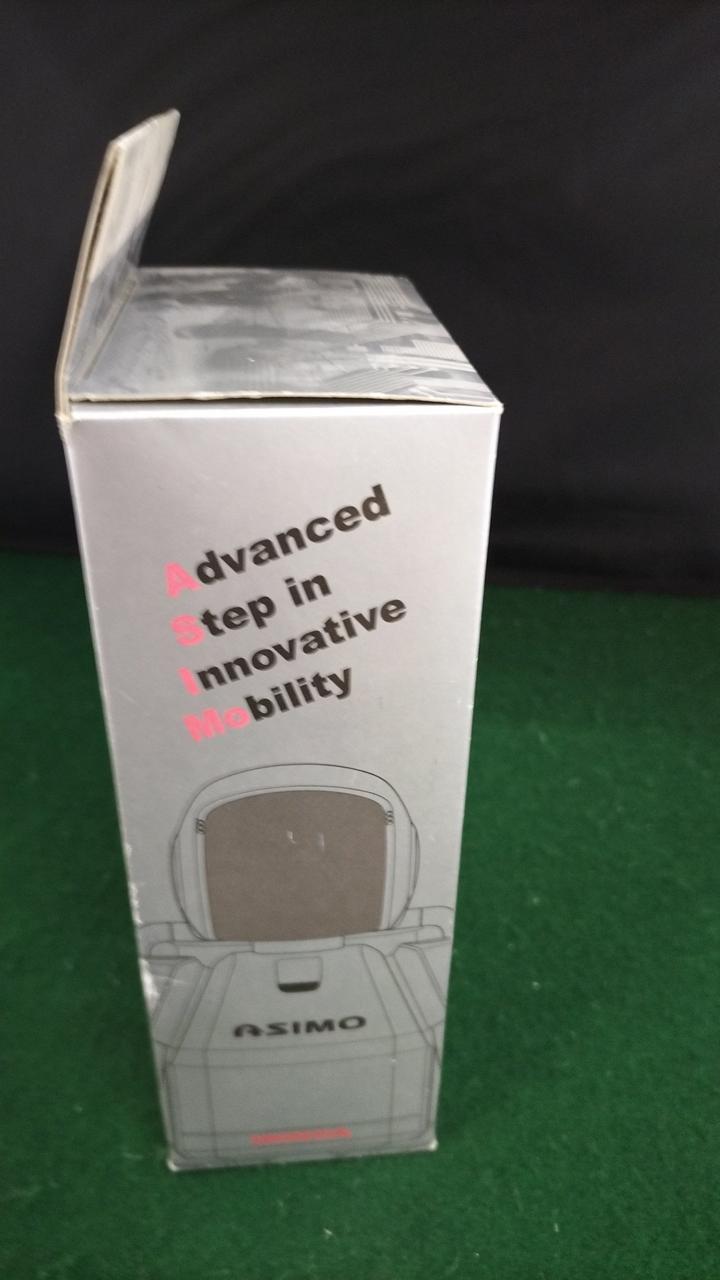 Advanced
Step in
Innovative
Mobility
ASIMO